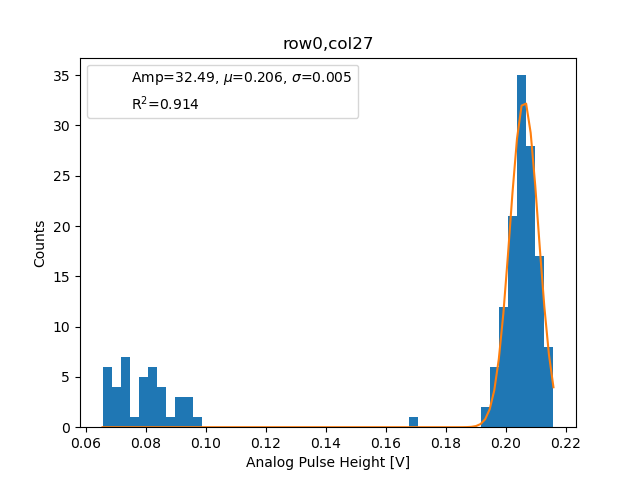 row0,col27
Amp=32.49, μ=0.206, σ=0.005
R²=0.914
35
30
25
20
15
10
5
0
Counts
0.06 0.08 0.10 0.12 0.14 0.16 0.18 0.20 0.22
Analog Pulse Height [V]